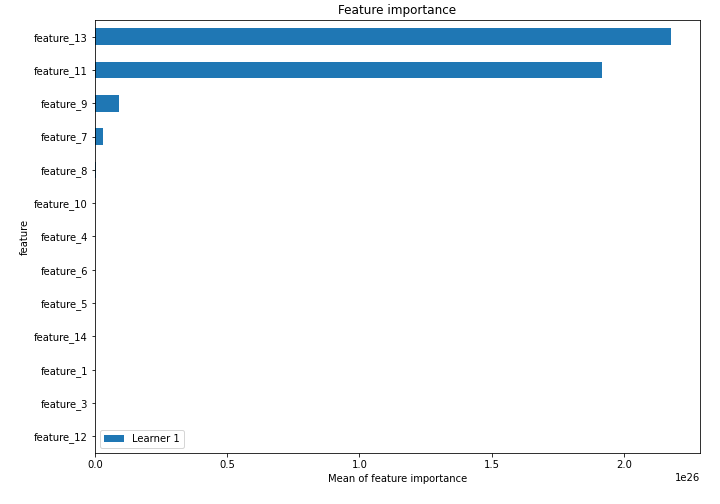 Feature importance
feature_13
feature_11
feature_9
feature_7
feature_8
feature_10
feature_4
feature_6
feature_5
feature_14
feature_1
feature_3
feature_12
feature
Learner 1
0.0 0.5 1.0 1.5 2.0
1e26
Mean of feature importance